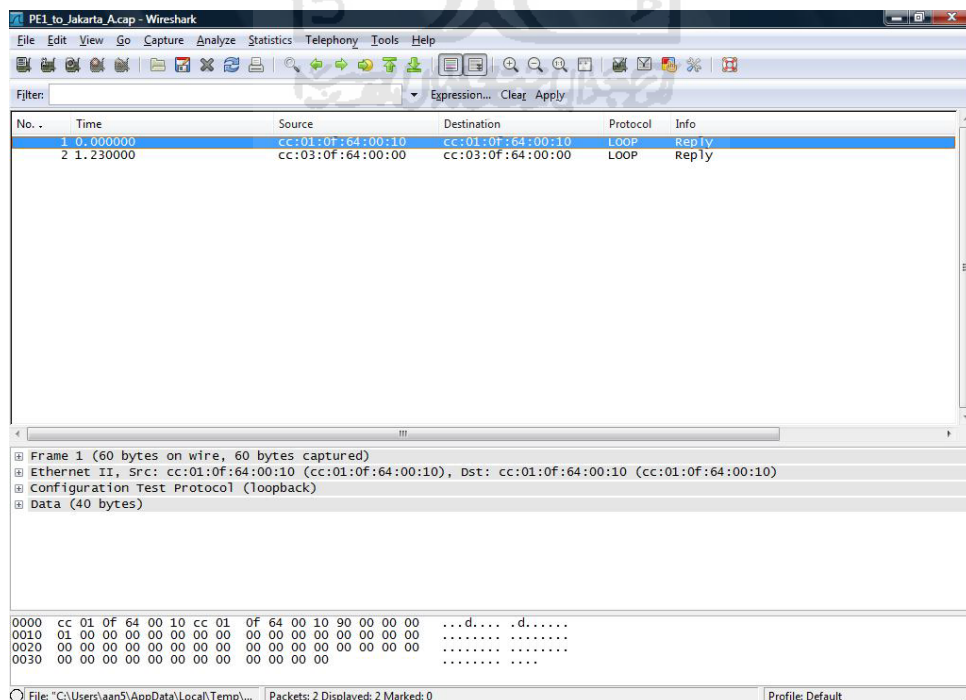 PE1_to_Jakarta_A.cap - Wireshark
File Edit View Go Capture Analyze Statistics Telephony Tools Help
Filter: Expression... Clear Apply
No. . Time Source Destination Protocol Info
1 0.000000 cc:01:0f:64:00:10 cc:01:0f:64:00:10 LOOP Reply
2 1.230000 cc:03:0f:64:00:00 cc:03:0f:64:00:00 LOOP Reply
Frame 1 (60 bytes on wire, 60 bytes captured)
Ethernet II, Src: cc:01:0f:64:00:10 (cc:01:0f:64:00:10), Dst: cc:01:0f:64:00:10 (cc:01:0f:64:00:10)
Configuration Test Protocol (loopback)
Data (40 bytes)
0000 cc 01 0f 64 00 10 cc 01 0f 64 00 10 90 00 00 00 ...d.... .d......
0010 01 00 00 00 00 00 00 00 00 00 00 00 00 00 00 00 ........ ........
0020 00 00 00 00 00 00 00 00 00 00 00 00 00 00 00 00 ........ ........
0030 00 00 00 00 00 00 00 00 00 00 00 00 ........ ....
File: "C:\Users\aan5\AppData\Local\Temp\... Packets: 2 Displayed: 2 Marked: 0 Profile: Default